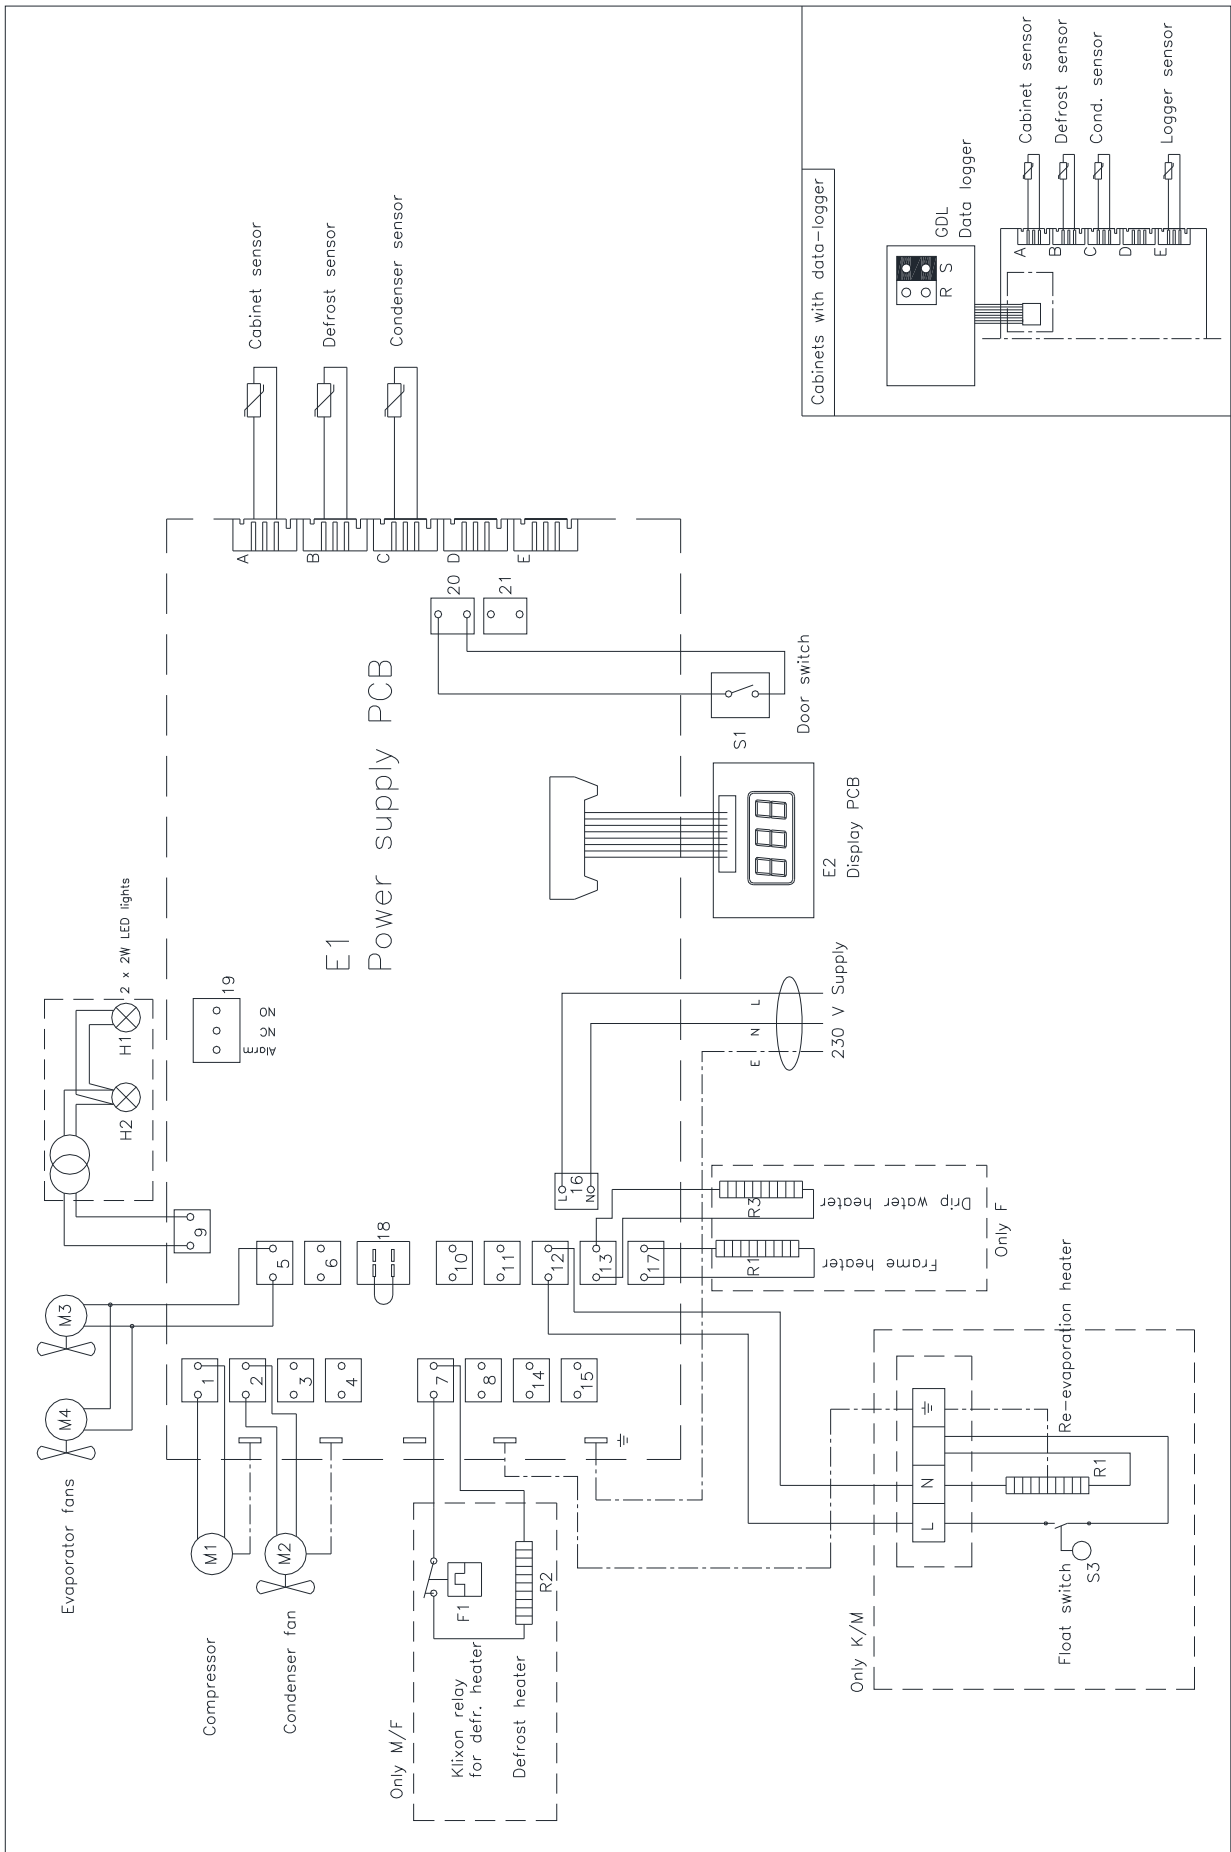 Cabinets with data-logger
GDL
Data logger
R S
A
B
C
D
E
Cabinet sensor
Defrost sensor
Cond. sensor
Logger sensor
Cabinet sensor
Defrost sensor
Condenser sensor
A
B
C
D
E
20
21
Door switch
S1
E1
Power supply PCB
E2
Display PCB
2 x 2W LED lights
H1
H2
19
NO
NC
Alarm
230 V Supply
E N L
16
L
N
9
5
6
18
10
11
12
13
17
M3
M4
Evaporator fans
1
2
3
4
7
8
14
15
M1
Compressor
M2
Condenser fan
Only M/F
Klixon relay
for defr. heater
F1
Defrost heater
R2
Only F
Drip water heater
R3
Frame heater
R1
Only K/M
L
N
Re-evaporation heater
R1
Float switch
S3